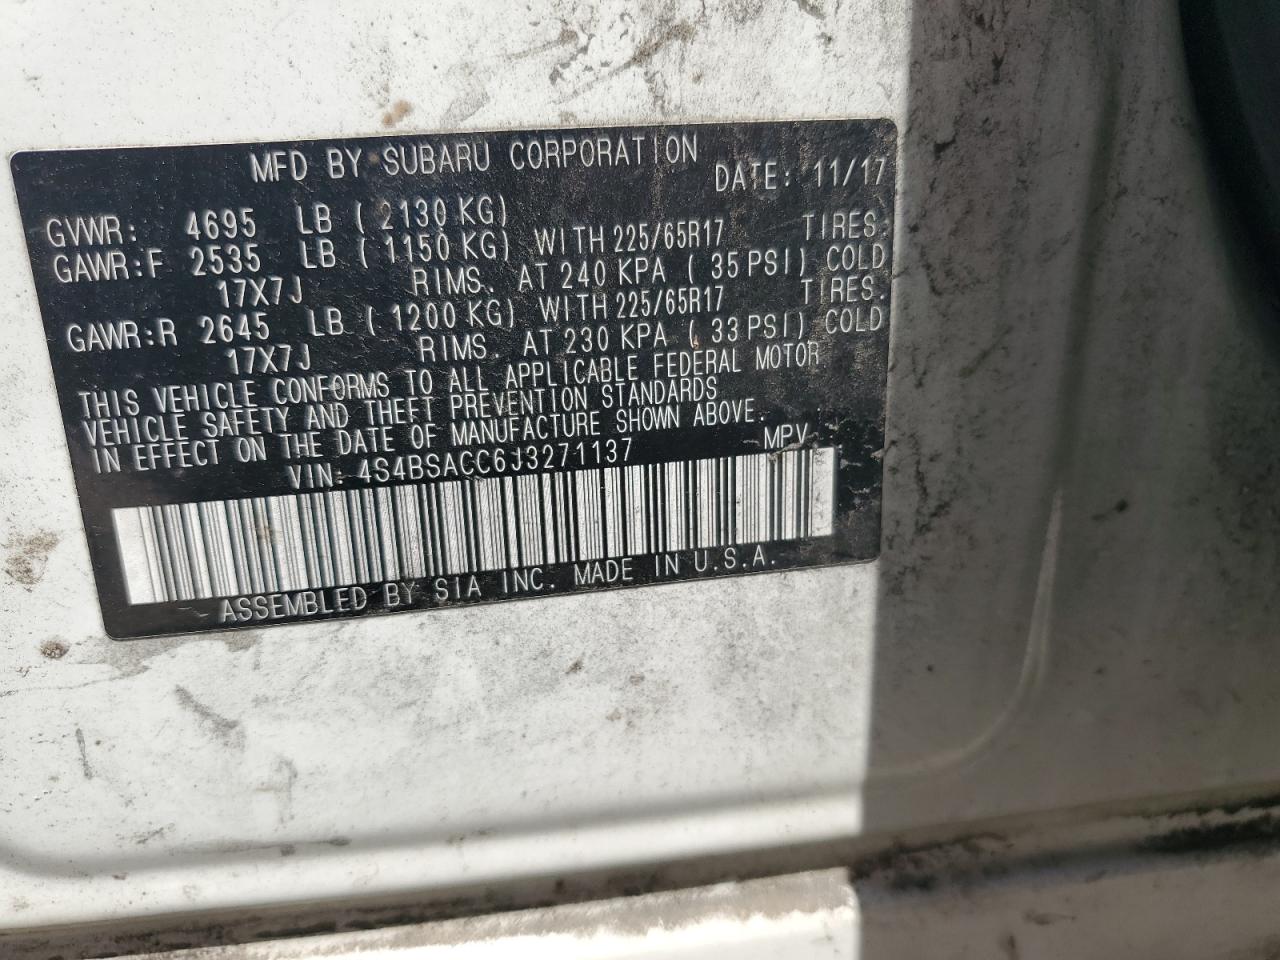 MFD BY SUBARU CORPORATION DATE: 11/17
GVWR: 4695 LB ( 2130 KG)
GAWR:F 2535 LB ( 1150 KG) WITH 225/65R17 TIRES.
17X7J RIMS. AT 240 KPA ( 35 PSI) COLD
GAWR:R 2645 LB ( 1200 KG) WITH 225/65R17 TIRES.
17X7J RIMS. AT 230 KPA ( 33 PSI) COLD
THIS VEHICLE CONFORMS TO ALL APPLICABLE FEDERAL MOTOR
VEHICLE SAFETY AND THEFT PREVENTION STANDARDS
IN EFFECT ON THE DATE OF MANUFACTURE SHOWN ABOVE.
VIN: 4S4BSACC6J3271137 MPV
ASSEMBLED BY SIA INC. MADE IN U.S.A.